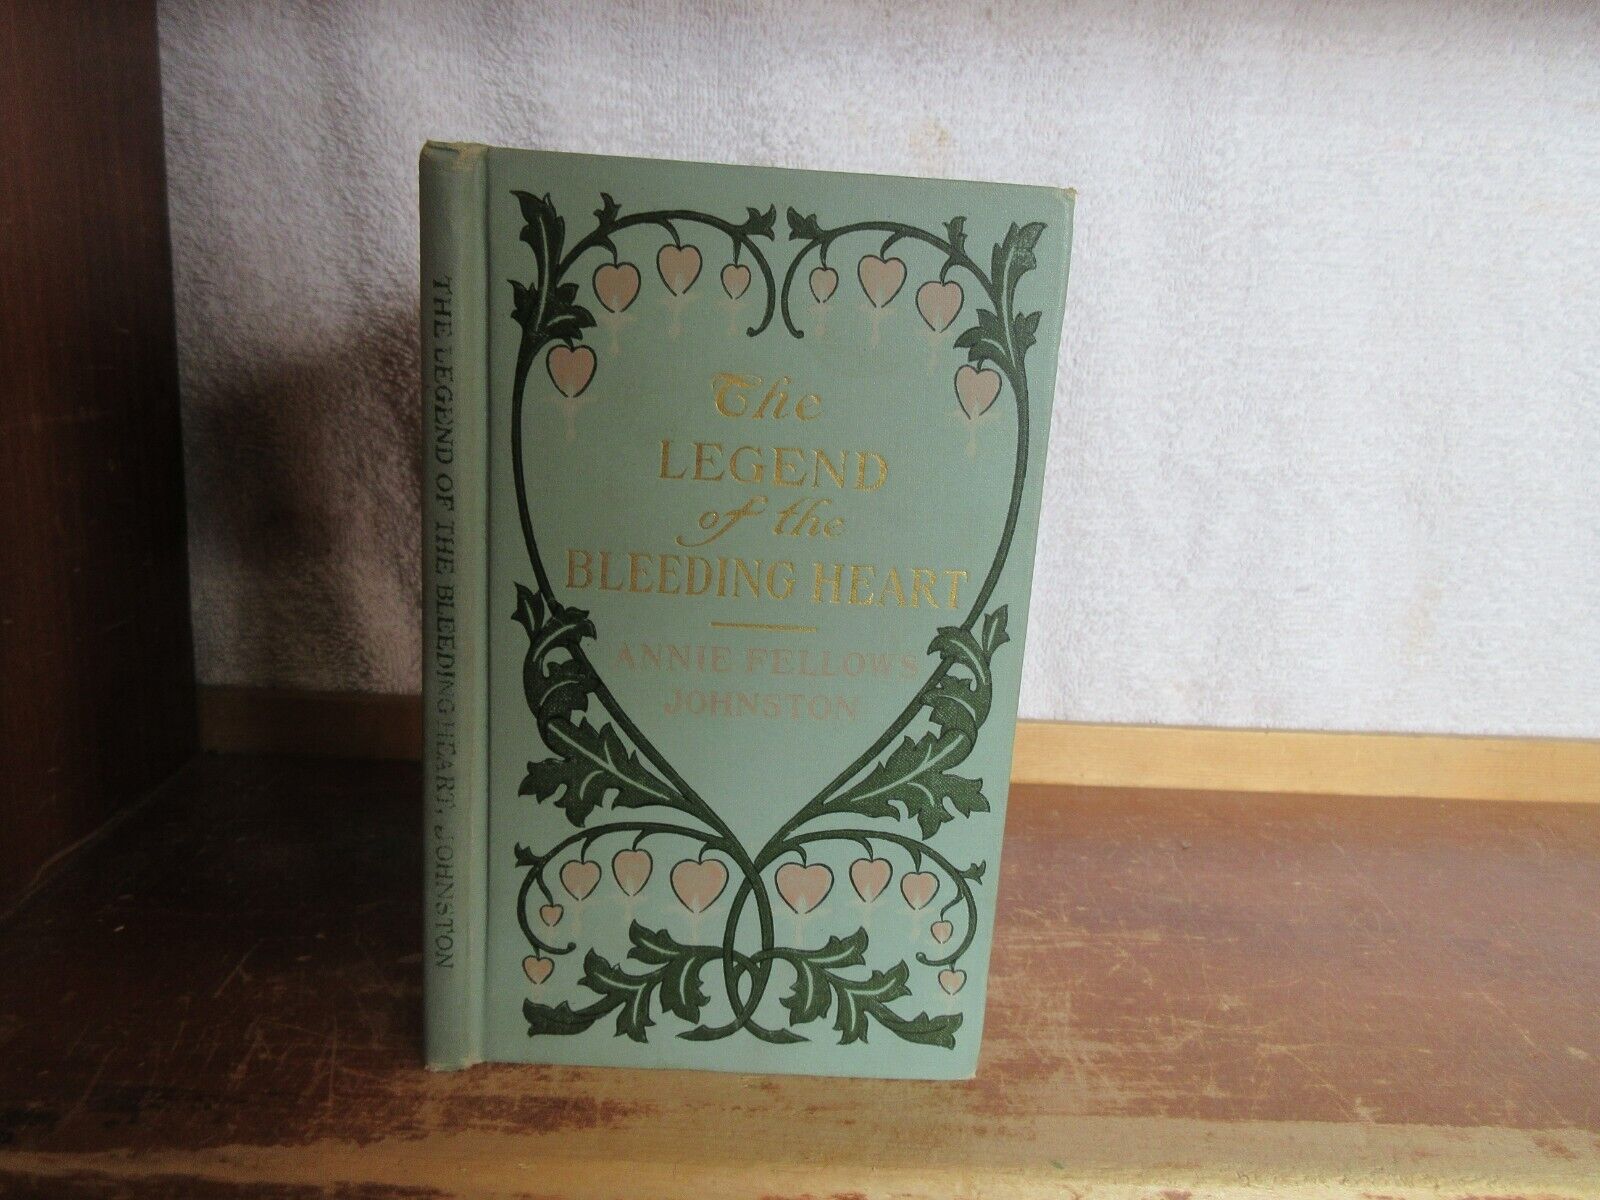 THE LEGEND OF THE BLEEDING HEART, JOHNSTON
The
LEGEND
of the
BLEEDING HEART
ANNIE FELLOWS
JOHNSTON